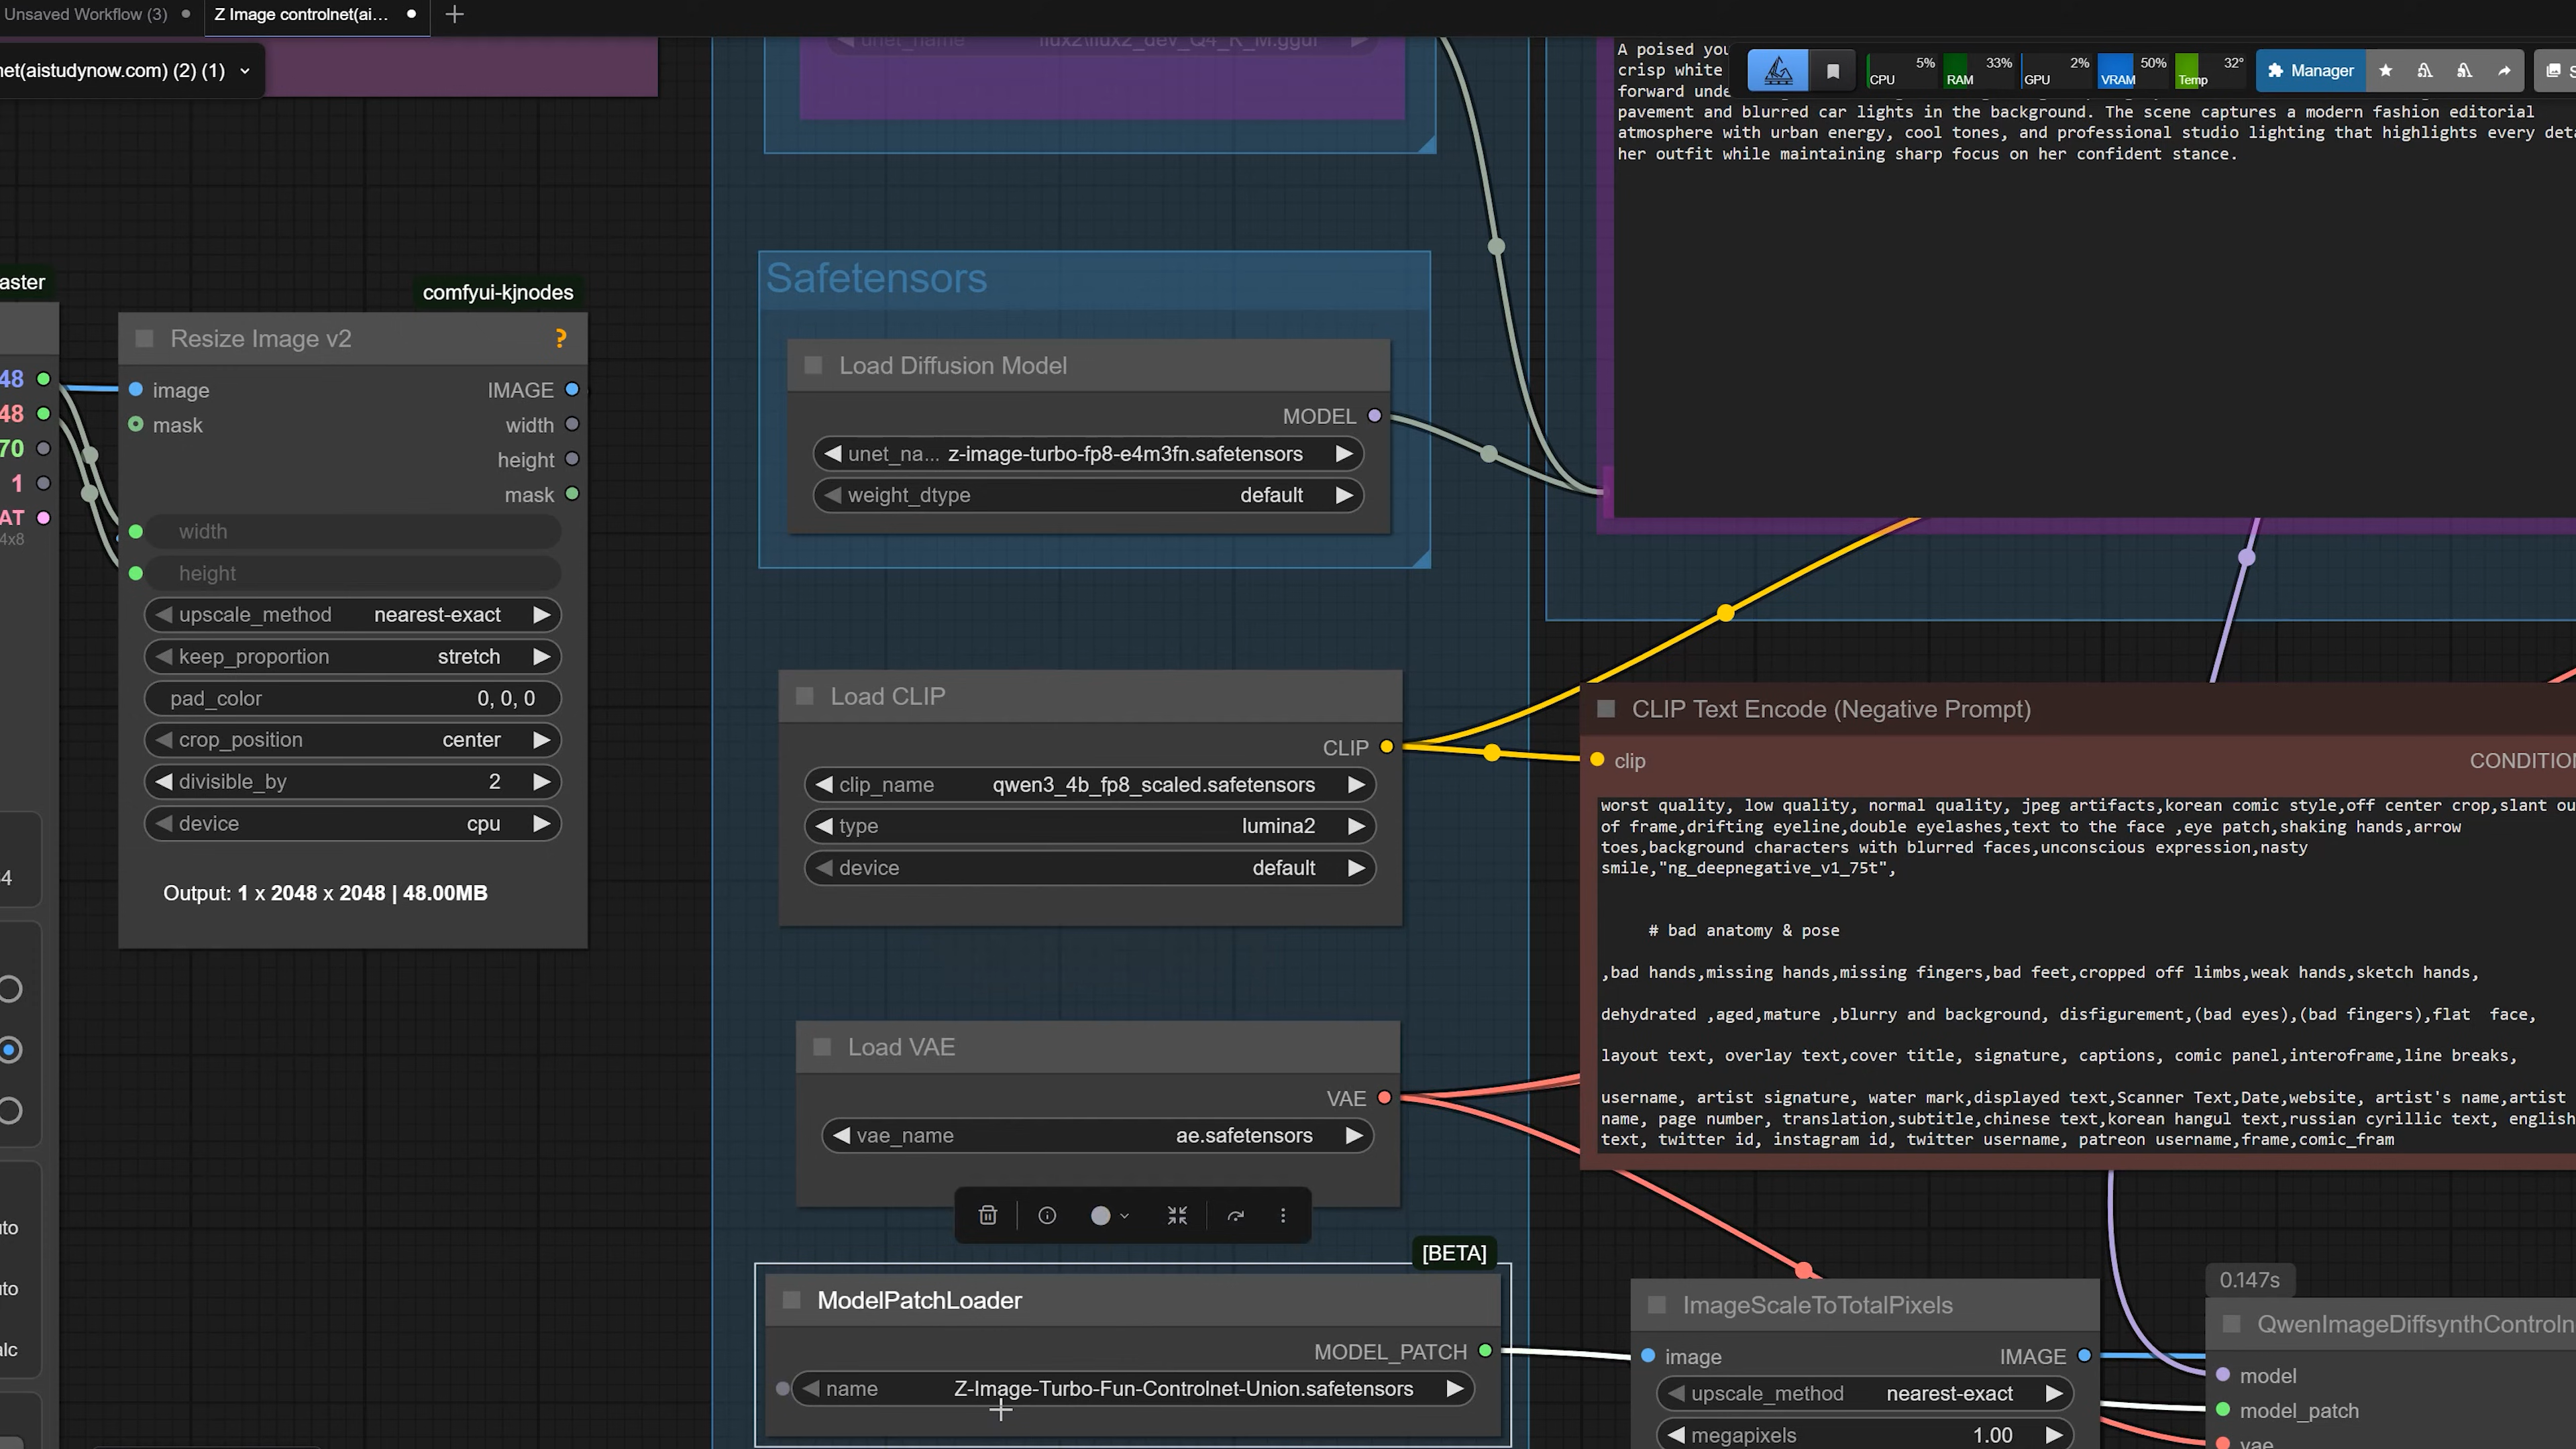 Unsaved Workflow (3)
Z Image controlnet(ai...
net(aistudynow.com) (2) (1)
unet_name flux2\flux2_dev_Q4_K_M.gguf
A poised you
crisp white
forward unde
pavement and blurred car lights in the background. The scene captures a modern fashion editorial
atmosphere with urban energy, cool tones, and professional studio lighting that highlights every deta
her outfit while maintaining sharp focus on her confident stance.
CPU 5%
RAM 33%
GPU 2%
VRAM 50%
Temp 32°
Manager
aster
48
48
70
1
AT
4x8
comfyui-kjnodes
Resize Image v2 ?
image IMAGE
mask width
height
mask
width
height
upscale_method nearest-exact
keep_proportion stretch
pad_color 0, 0, 0
crop_position center
divisible_by 2
device cpu
Output: 1 x 2048 x 2048 | 48.00MB
Safetensors
Load Diffusion Model
MODEL
unet_na... z-image-turbo-fp8-e4m3fn.safetensors
weight_dtype default
Load CLIP
CLIP
clip_name qwen3_4b_fp8_scaled.safetensors
type lumina2
device default
Load VAE
VAE
vae_name ae.safetensors
[BETA]
ModelPatchLoader
MODEL_PATCH
name Z-Image-Turbo-Fun-Controlnet-Union.safetensors
CLIP Text Encode (Negative Prompt)
clip CONDITION
worst quality, low quality, normal quality, jpeg artifacts,korean comic style,off center crop,slant ou
of frame,drifting eyeline,double eyelashes,text to the face ,eye patch,shaking hands,arrow
toes,background characters with blurred faces,unconscious expression,nasty
smile,"ng_deepnegative_v1_75t",
# bad anatomy & pose
,bad hands,missing hands,missing fingers,bad feet,cropped off limbs,weak hands,sketch hands,
dehydrated ,aged,mature ,blurry and background, disfigurement,(bad eyes),(bad fingers),flat  face,
layout text, overlay text,cover title, signature, captions, comic panel,interoframe,line breaks,
username, artist signature, water mark,displayed text,Scanner Text,Date,website, artist's name,artist
name, page number, translation,subtitle,chinese text,korean hangul text,russian cyrillic text, english
text, twitter id, instagram id, twitter username, patreon username,frame,comic_fram
ImageScaleToTotalPixels
image IMAGE
upscale_method nearest-exact
megapixels 1.00
0.147s
QwenImageDiffsynthControln
model
model_patch
vae